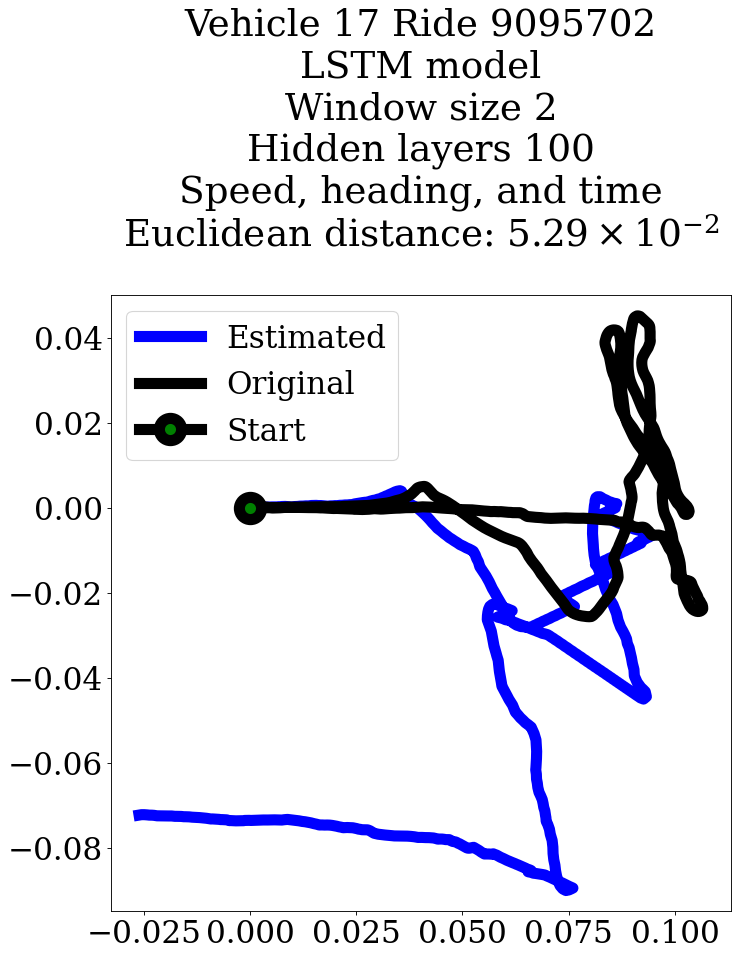 Vehicle 17 Ride 9095702
LSTM model
Window size 2
Hidden layers 100
Speed, heading, and time
Euclidean distance: 5.29 × 10⁻²
Estimated
Original
Start
0.04
0.02
0.00
−0.02
−0.04
−0.06
−0.08
−0.025 0.000 0.025 0.050 0.075 0.100